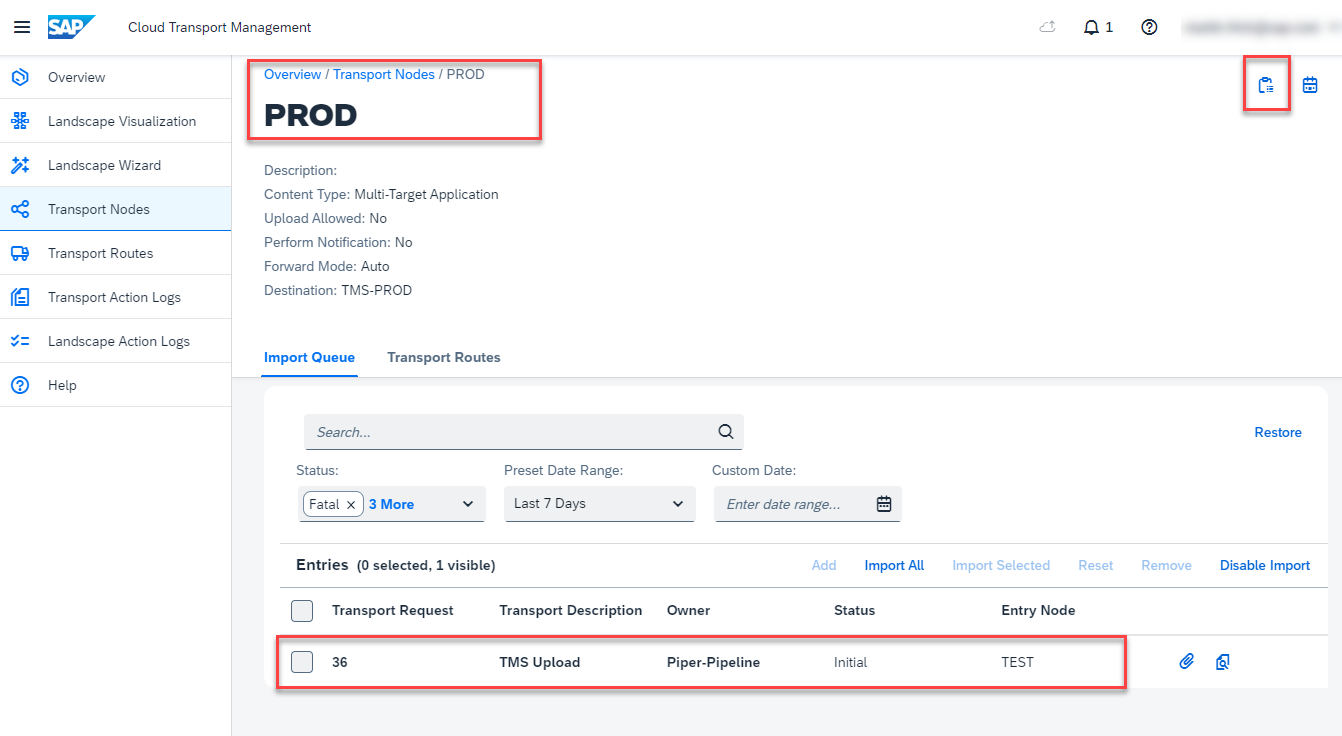 SAP Cloud Transport Management 1
Overview
Landscape Visualization
Landscape Wizard
Transport Nodes
Transport Routes
Transport Action Logs
Landscape Action Logs
Help
Overview / Transport Nodes / PROD
PROD
Description:
Content Type: Multi-Target Application
Upload Allowed: No
Perform Notification: No
Forward Mode: Auto
Destination: TMS-PROD
Import Queue Transport Routes
Search... Restore
Status: Preset Date Range: Custom Date:
Fatal 3 More Last 7 Days Enter date range...
Entries (0 selected, 1 visible) Add Import All Import Selected Reset Remove Disable Import
Transport Request Transport Description Owner Status Entry Node
36 TMS Upload Piper-Pipeline Initial TEST